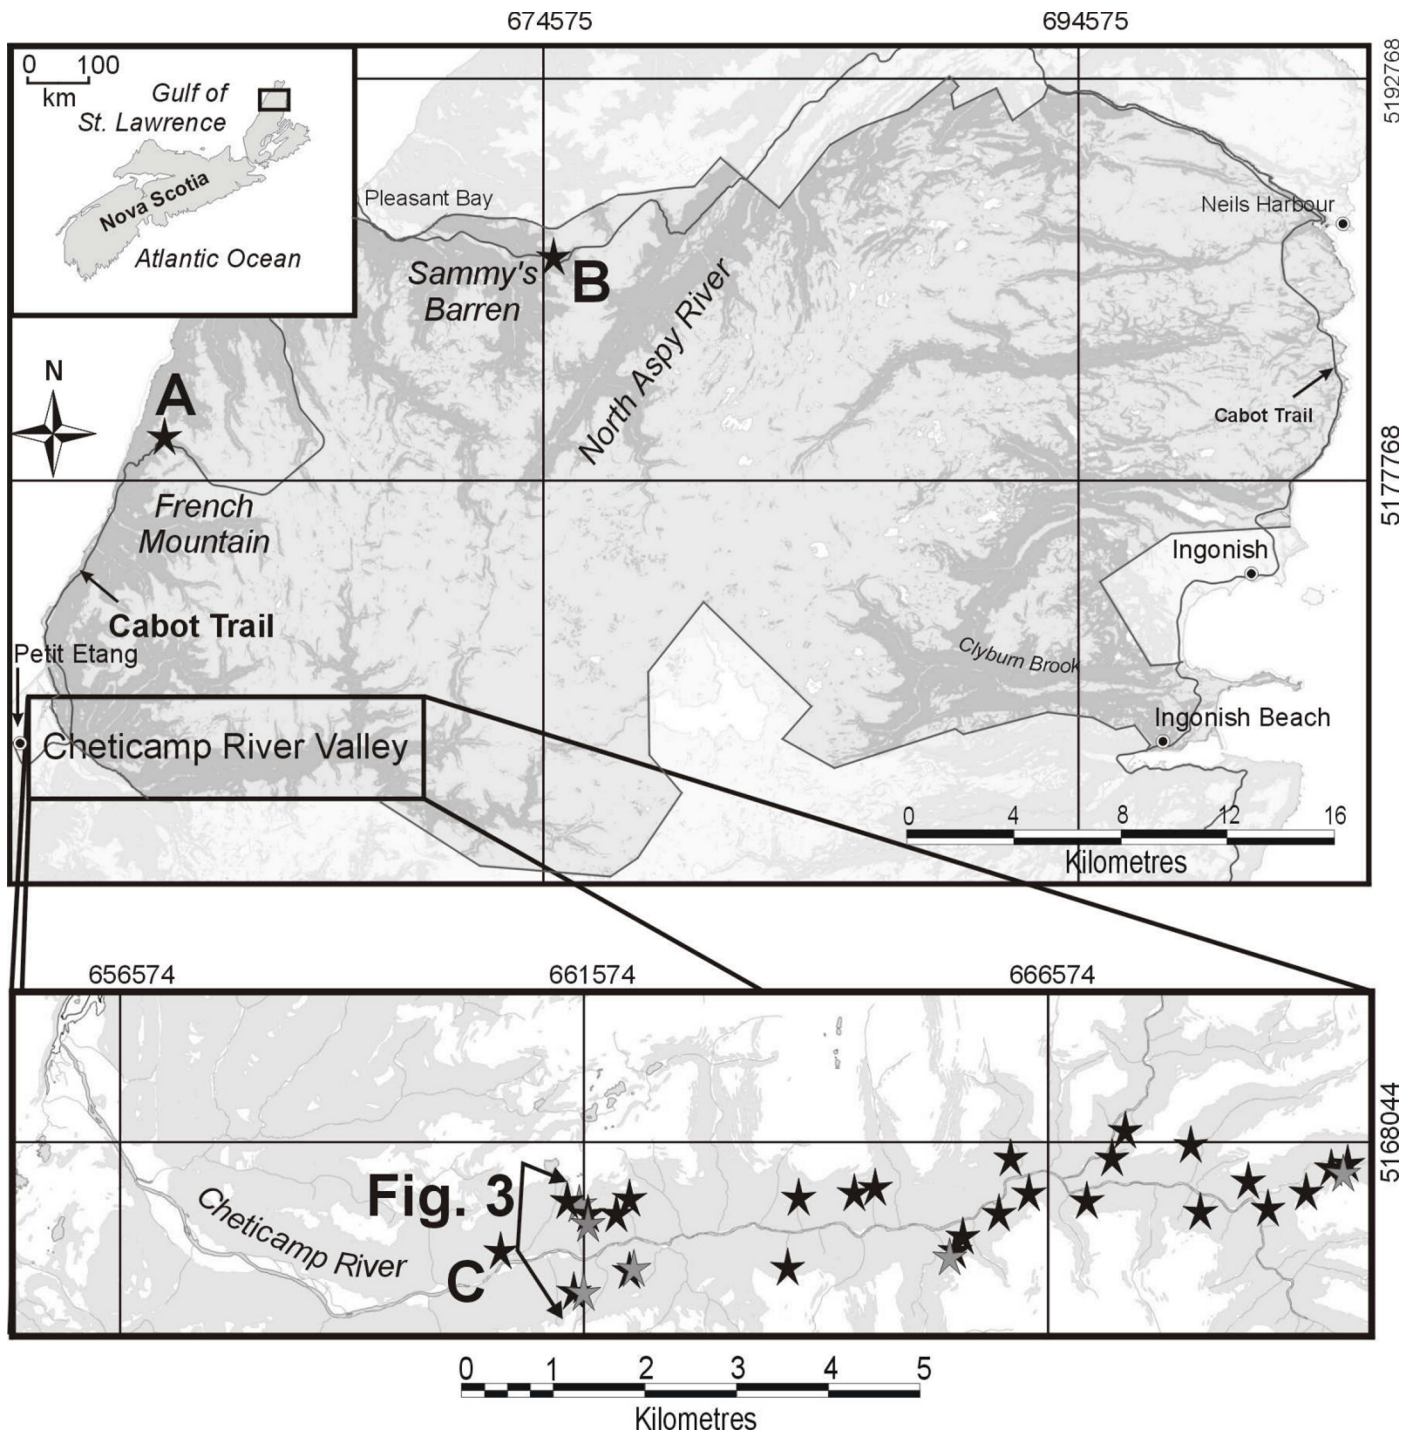 674575
694575
0
100
km
Gulf of
St. Lawrence
Nova Scotia
Atlantic Ocean
5192768
Pleasant Bay
Neils Harbour
Sammy's
Barren
B
North Aspy River
N
A
Cabot Trail
5177768
French
Mountain
Ingonish
Cabot Trail
Petit Etang
Clyburn Brook
Ingonish Beach
Cheticamp River Valley
0 4 8 12 16
Kilometres
656574
661574
666574
5168044
Fig. 3
Cheticamp River
C
0 1 2 3 4 5
Kilometres